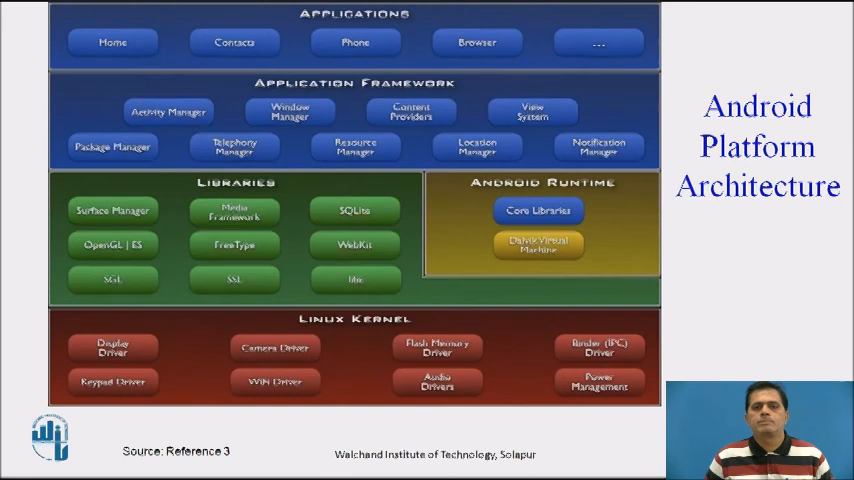 APPLICATIONS
Home
Contacts
Phone
Browser
...
APPLICATION FRAMEWORK
Activity Manager
Window
Manager
Content
Providers
View
System
Package Manager
Telephony
Manager
Resource
Manager
Location
Manager
Notification
Manager
LIBRARIES
Surface Manager
Media
Framework
SQLite
OpenGL | ES
FreeType
WebKit
SGL
SSL
libc
ANDROID RUNTIME
Core Libraries
Dalvik Virtual
Machine
LINUX KERNEL
Display
Driver
Camera Driver
Flash Memory
Driver
Binder (IPC)
Driver
Keypad Driver
WiFi Driver
Audio
Drivers
Power
Management
Android
Platform
Architecture
Source: Reference 3
Walchand Institute of Technology, Solapur